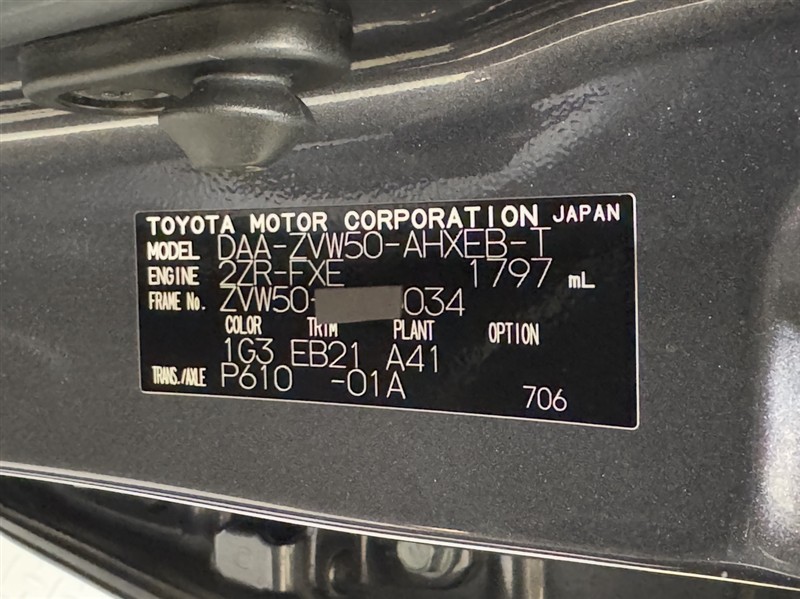 TOYOTA MOTOR CORPORATION JAPAN
MODEL DAA-ZVW50-AHXEB-T
ENGINE 2ZR-FXE 1797 mL
FRAME No. ZVW50- 034
COLOR TRIM PLANT OPTION
1G3 EB21 A41
TRANS./AXLE P610 -01A
706